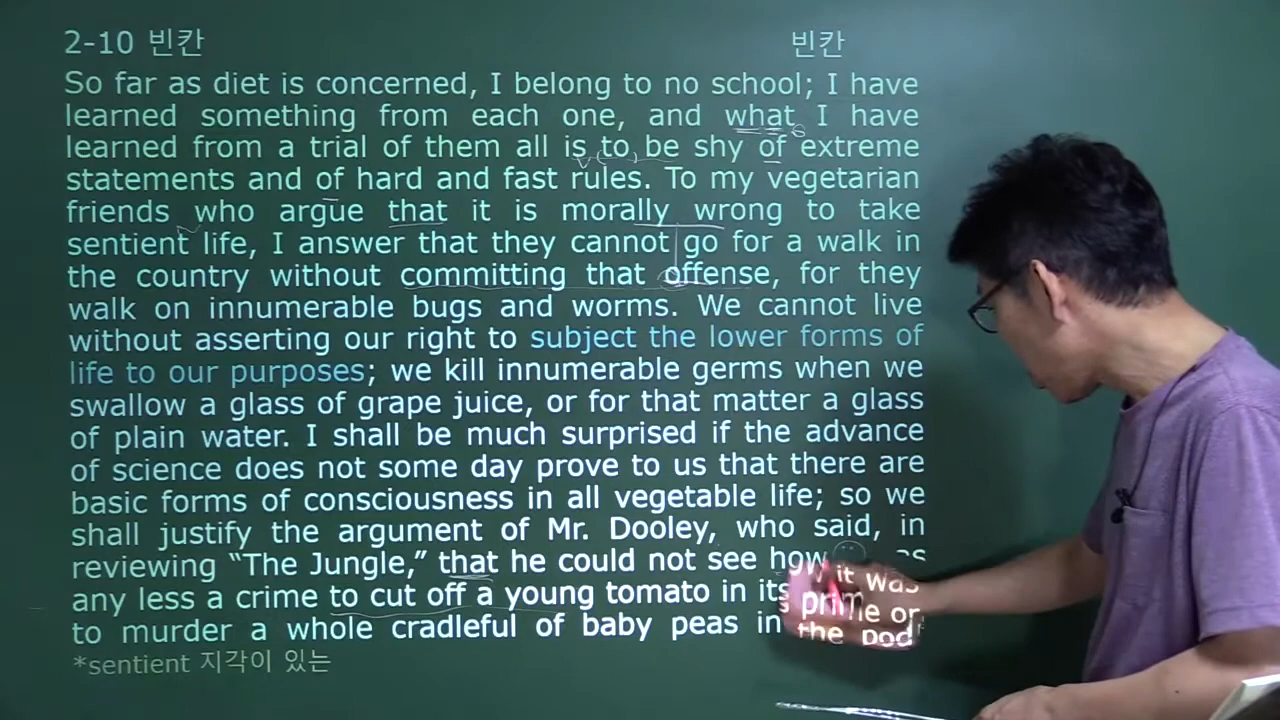 2-10 빈칸
빈칸
So far as diet is concerned, I belong to no school; I have
learned something from each one, and what I have
learned from a trial of them all is to be shy of extreme
statements and of hard and fast rules. To my vegetarian
friends who argue that it is morally wrong to take
sentient life, I answer that they cannot go for a walk in
the country without committing that offense, for they
walk on innumerable bugs and worms. We cannot live
without asserting our right to subject the lower forms of
life to our purposes; we kill innumerable germs when we
swallow a glass of grape juice, or for that matter a glass
of plain water. I shall be much surprised if the advance
of science does not some day prove to us that there are
basic forms of consciousness in all vegetable life; so we
shall justify the argument of Mr. Dooley, who said, in
reviewing “The Jungle,” that he could not see how it was
any less a crime to cut off a young tomato in its prime or
to murder a whole cradleful of baby peas in the pod
*sentient 지각이 있는